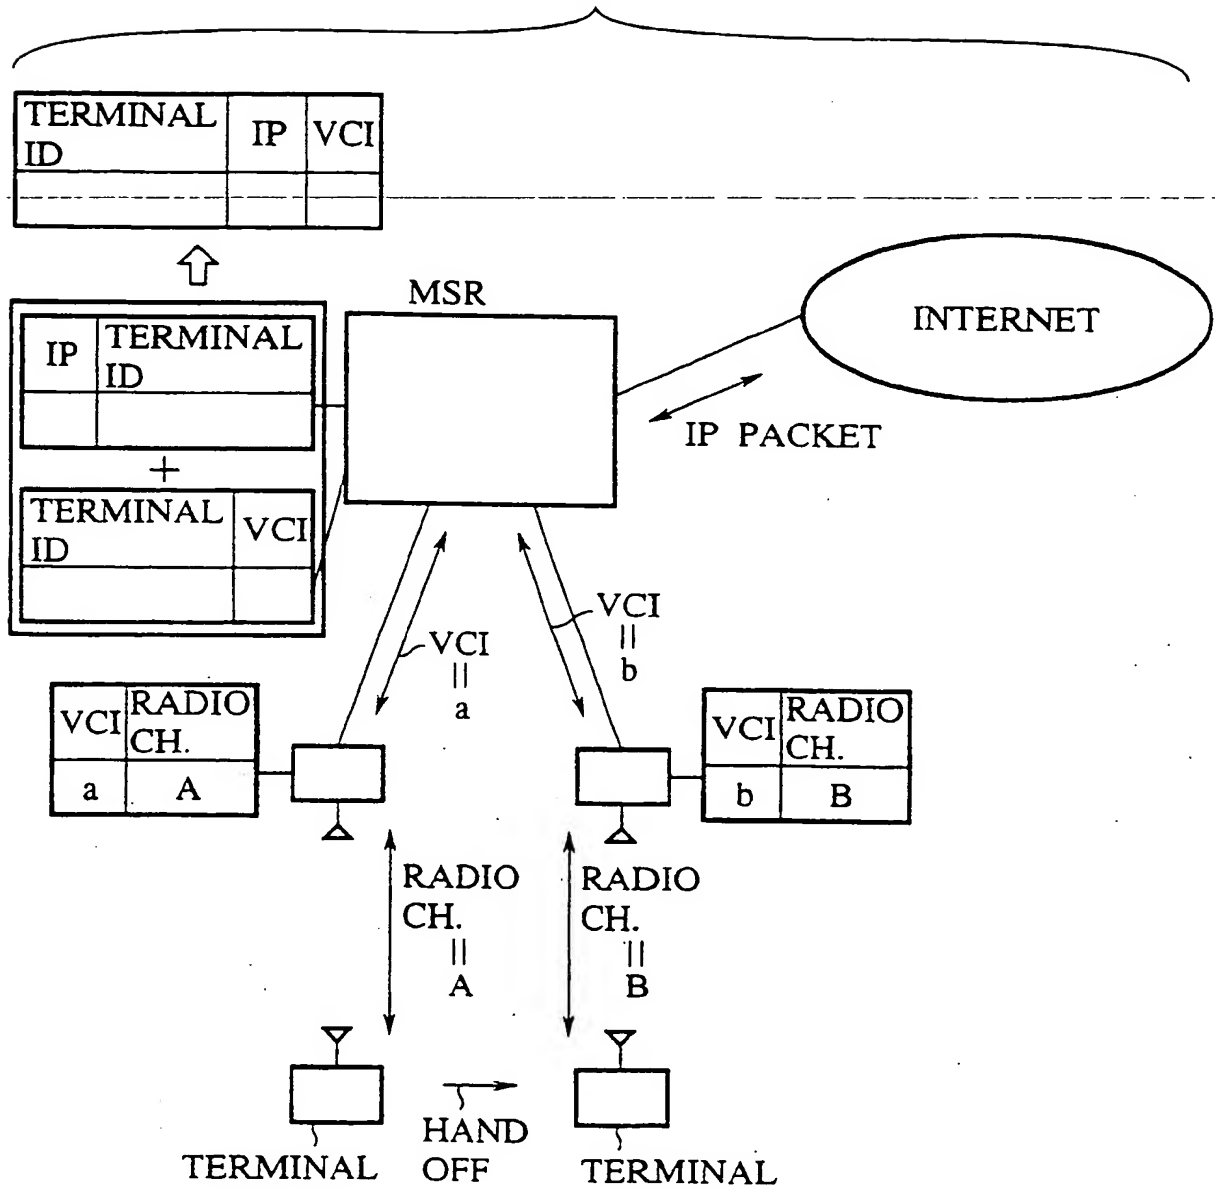 TERMINAL ID
IP
VCI
MSR
INTERNET
IP
TERMINAL ID
+
TERMINAL ID
VCI
IP PACKET
VCI
=
a
VCI
=
b
VCI
RADIO CH.
a
A
VCI
RADIO CH.
b
B
RADIO
CH.
=
A
RADIO
CH.
=
B
TERMINAL
HAND
OFF
TERMINAL